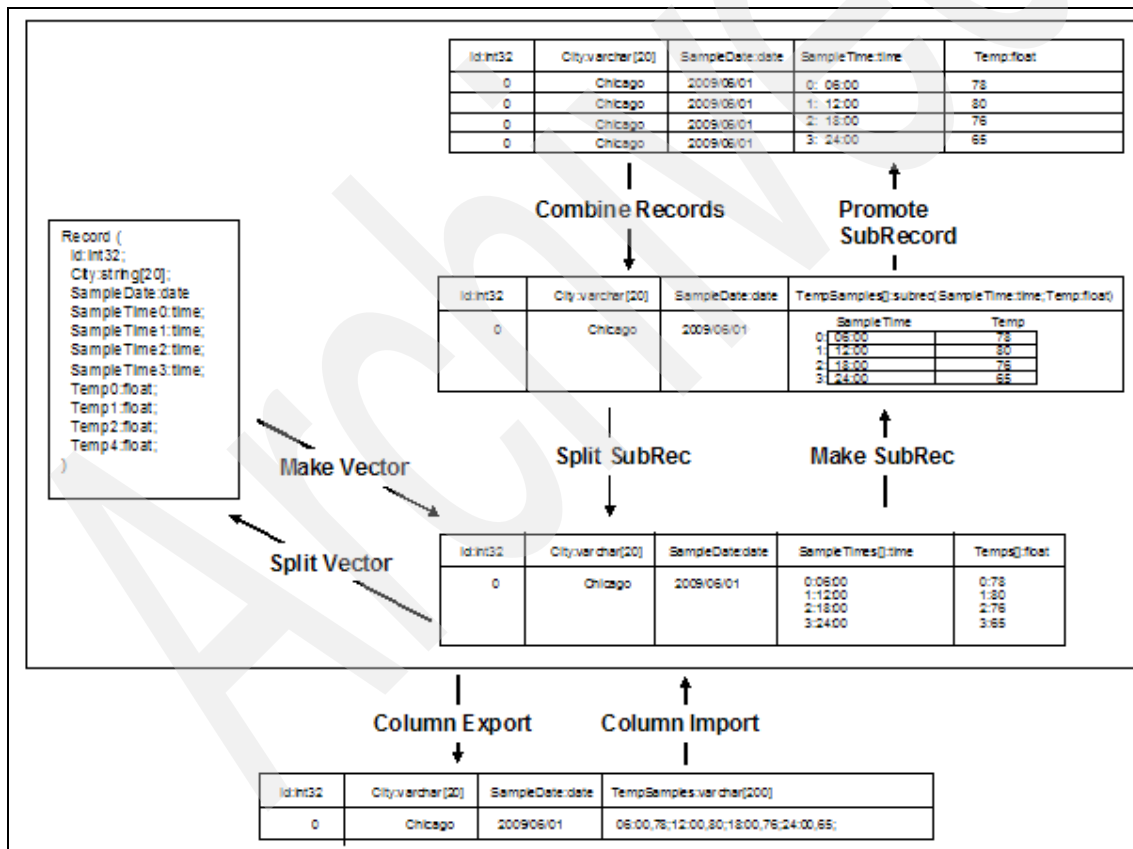 Id:int32 City:varchar[20] SampleDate:date SampleTime:time Temp:float
0 Chicago 2009/06/01 0: 06:00 78
0 Chicago 2009/06/01 1: 12:00 80
0 Chicago 2009/06/01 2: 18:00 76
0 Chicago 2009/06/01 3: 24:00 65
Combine Records
Promote
SubRecord
Record (
Id:int32;
City:string[20];
SampleDate:date
SampleTime0:time;
SampleTime1:time;
SampleTime2:time;
SampleTime3:time;
Temp0:float;
Temp1:float;
Temp2:float;
Temp4:float;
)
Id:int32 City:varchar[20] SampleDate:date TempSamples[]:subrec(SampleTime:time;Temp:float)
0 Chicago 2009/06/01
SampleTime Temp
0: 06:00 78
1: 12:00 80
2: 18:00 76
3: 24:00 65
Make Vector
Split SubRec
Make SubRec
Split Vector
Id:int32 City:varchar[20] SampleDate:date SampleTimes[]:time Temps[]:float
0 Chicago 2009/06/01 0:06:00 0:78
1:12:00 1:80
2:18:00 2:76
3:24:00 3:65
Column Export
Column Import
Id:int32 City:varchar[20] SampleDate:date TempSamples:varchar[200]
0 Chicago 200906/01 06:00,78;12:00,80;18:00,76;24:00,65;